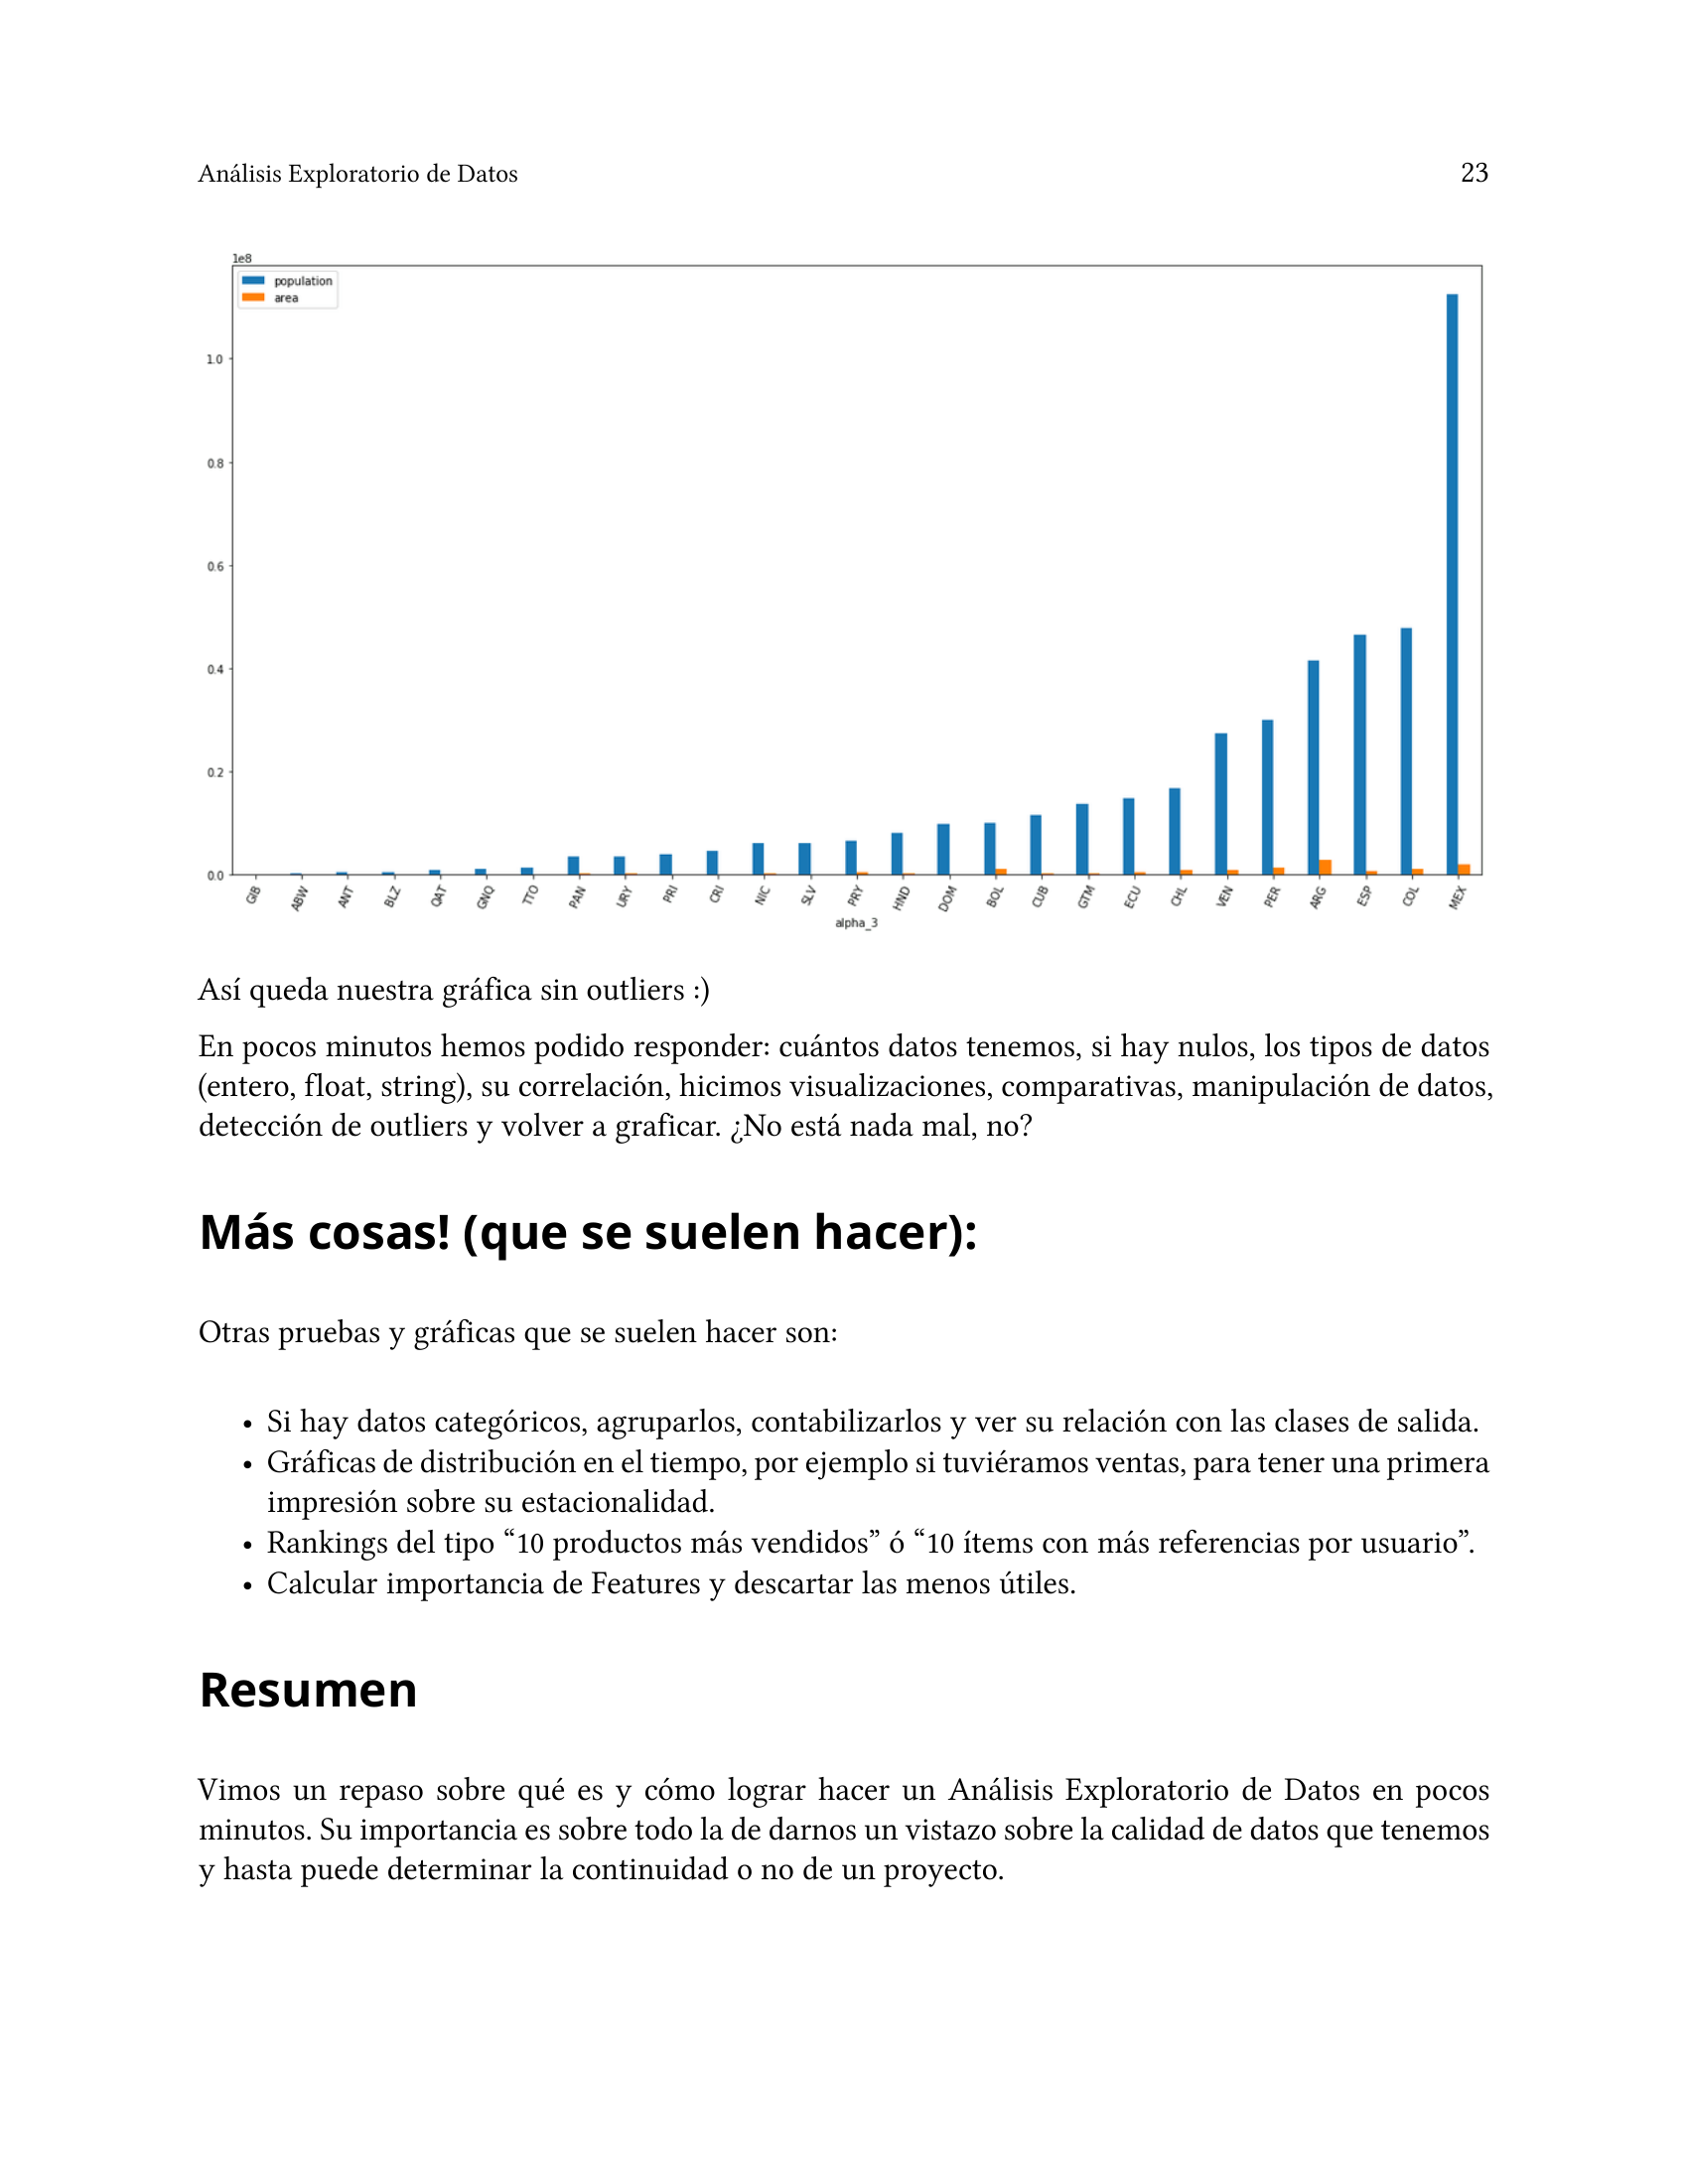 Análisis Exploratorio de Datos 23
1e8
population
area
1.0
0.8
0.6
0.4
0.2
0.0
GIB ABW ANT BLZ QAT GNQ TTO PAN URY PRI CRI NIC SLV PRY HND DOM BOL CUB GTM ECU CHL VEN PER ARG ESP COL MEX
alpha_3
Así queda nuestra gráfica sin outliers :)
En pocos minutos hemos podido responder: cuántos datos tenemos, si hay nulos, los tipos de datos
(entero, float, string), su correlación, hicimos visualizaciones, comparativas, manipulación de datos,
detección de outliers y volver a graficar. ¿No está nada mal, no?
Más cosas! (que se suelen hacer):
Otras pruebas y gráficas que se suelen hacer son:
• Si hay datos categóricos, agruparlos, contabilizarlos y ver su relación con las clases de salida.
• Gráficas de distribución en el tiempo, por ejemplo si tuviéramos ventas, para tener una primera
impresión sobre su estacionalidad.
• Rankings del tipo “10 productos más vendidos” ó “10 ítems con más referencias por usuario”.
• Calcular importancia de Features y descartar las menos útiles.
Resumen
Vimos un repaso sobre qué es y cómo lograr hacer un Análisis Exploratorio de Datos en pocos
minutos. Su importancia es sobre todo la de darnos un vistazo sobre la calidad de datos que tenemos
y hasta puede determinar la continuidad o no de un proyecto.